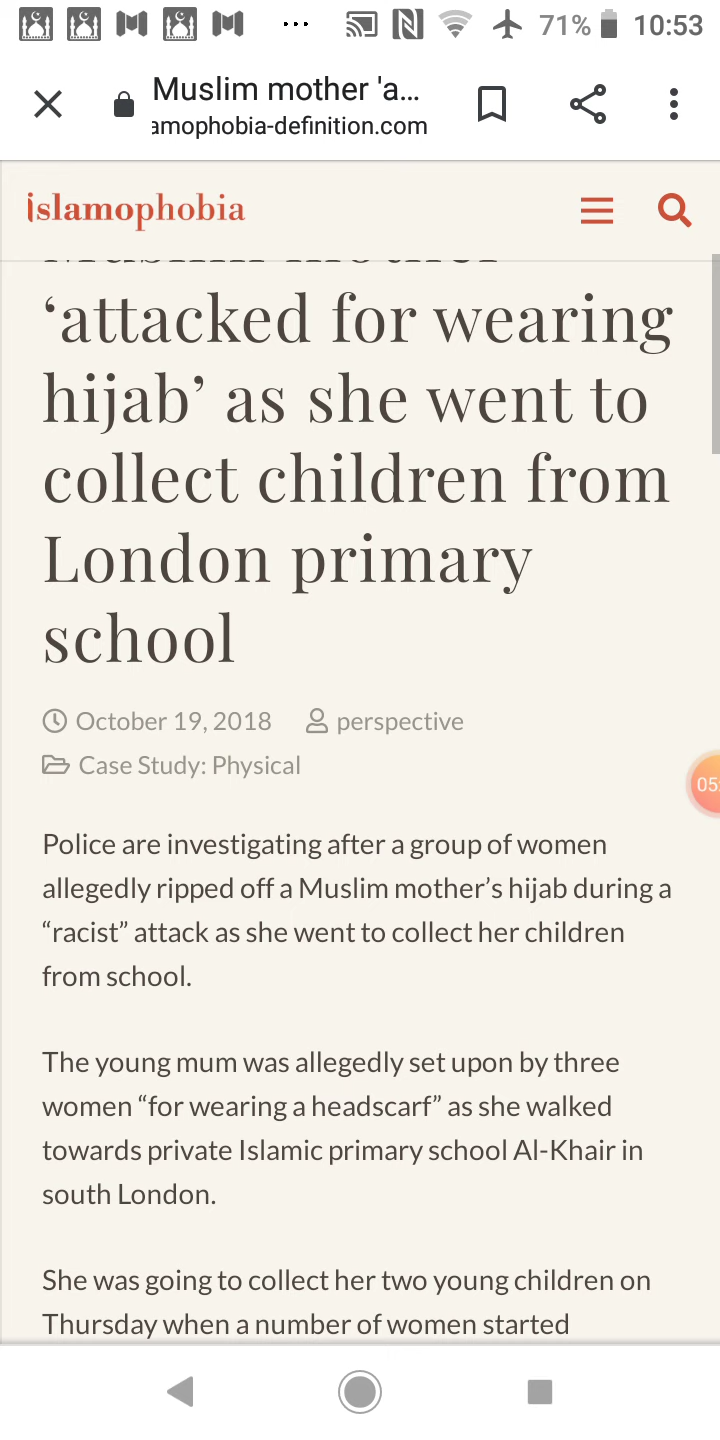 71% 10:53
Muslim mother 'a...
amophobia-definition.com
islamophobia
Muslim mother
‘attacked for wearing
hijab’ as she went to
collect children from
London primary
school
October 19, 2018 perspective
Case Study: Physical
05:
Police are investigating after a group of women
allegedly ripped off a Muslim mother’s hijab during a
“racist” attack as she went to collect her children
from school.
The young mum was allegedly set upon by three
women “for wearing a headscarf” as she walked
towards private Islamic primary school Al-Khair in
south London.
She was going to collect her two young children on
Thursday when a number of women started